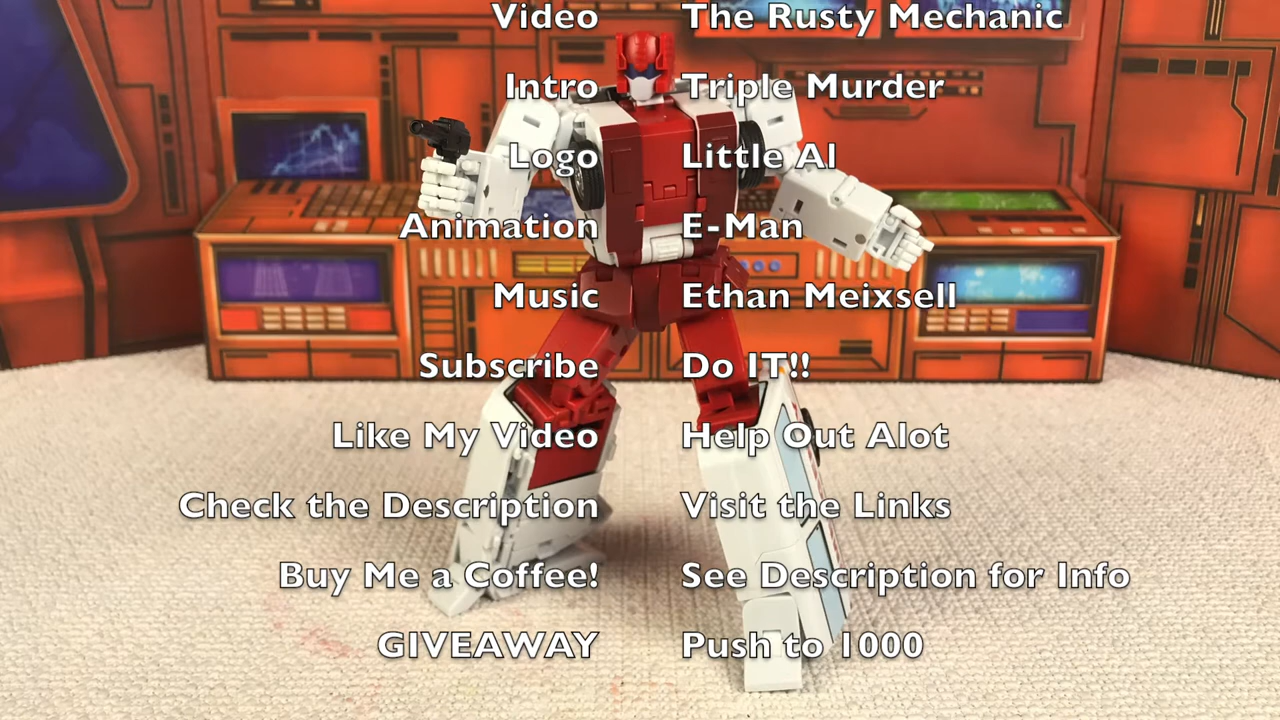 Video The Rusty Mechanic
Intro Triple Murder
Logo Little Al
Animation E-Man
Music Ethan Meixsell
Subscribe Do IT!!
Like My Video Help Out Alot
Check the Description Visit the Links
Buy Me a Coffee! See Description for Info
GIVEAWAY Push to 1000